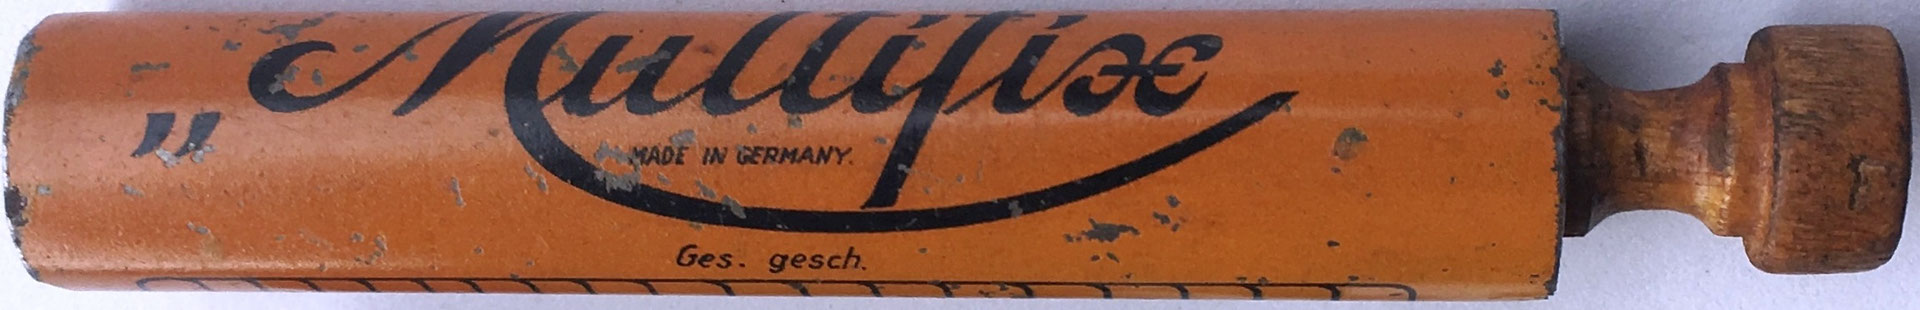 „Multifix
MADE IN GERMANY.
Ges. gesch.